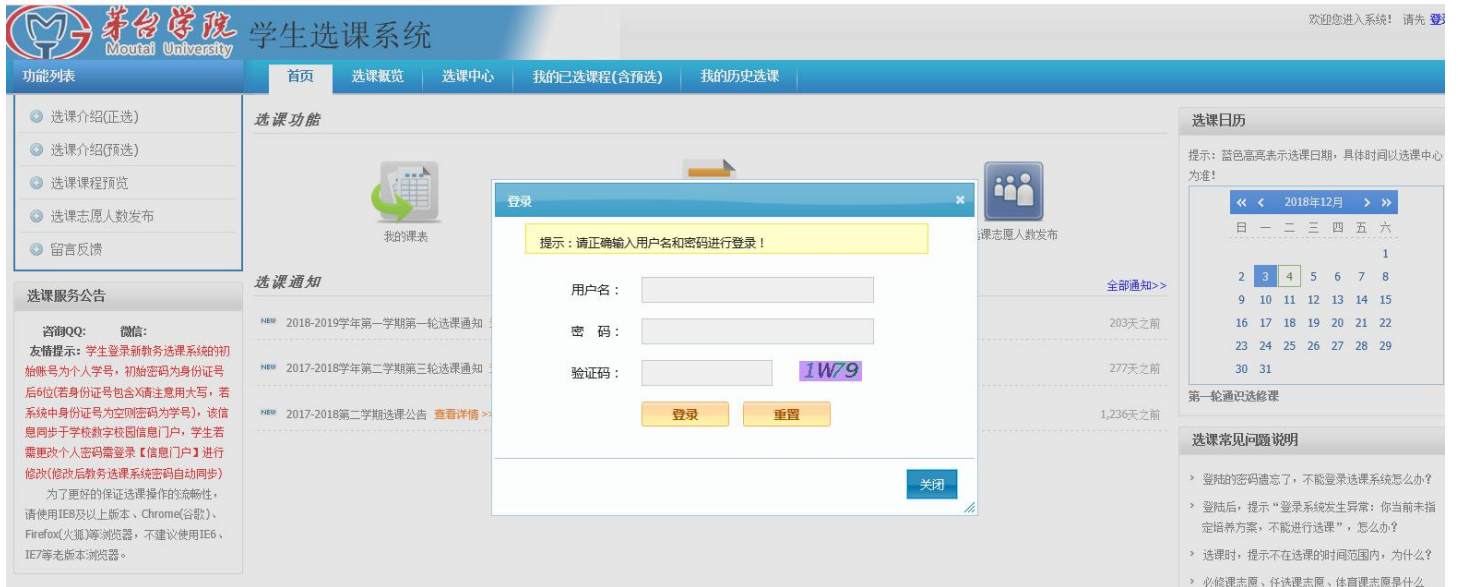 茅台学院
Moutai University
学生选课系统
欢迎您进入系统! 请先 登
功能列表
首页 选课概览 选课中心 我的已选课程(含预选) 我的历史选课
选课介绍(正选)
选课介绍(预选)
选课课程预览
选课志愿人数发布
留言反馈
选课服务公告
咨询QQ: 微信:
友情提示: 学生登录新教务选课系统的初
始账号为个人学号, 初始密码为身份证号
后6位(若身份证号包含X请注意用大写, 若
系统中身份证号为空则密码为学号), 该信
息同步于学校数字校园信息门户, 学生若
需更改个人密码需登录【信息门户】进行
修改(修改后教务选课系统密码自动同步)
为了更好的保证选课操作的流畅性,
请使用IE8及以上版本、Chrome(谷歌)、
Firefox(火狐)等浏览器, 不建议使用IE6、
IE7等老版本浏览器。
选课功能
我的课表
课志愿人数发布
选课通知
全部通知>>
NEW 2018-2019学年第一学期第一轮选课通知 203天之前
NEW 2017-2018学年第二学期第三轮选课通知 277天之前
NEW 2017-2018第二学期选课公告 查看详情 >> 1,236天之前
登录 ×
提示:请正确输入用户名和密码进行登录!
用户名:
密 码:
验证码: 1W79
登录 重置
关闭
选课日历
提示: 蓝色高亮表示选课日期, 具体时间以选课中心
为准!
« < 2018年12月 > »
日 一 二 三 四 五 六
1
2 3 4 5 6 7 8
9 10 11 12 13 14 15
16 17 18 19 20 21 22
23 24 25 26 27 28 29
30 31
第一轮通识选修课
选课常见问题说明
登陆的密码遗忘了, 不能登录选课系统怎么办?
登陆后, 提示“登录系统发生异常: 你当前未指
定培养方案, 不能进行选课”, 怎么办?
选课时, 提示不在选课的时间范围内, 为什么?
必修课志愿、任选课志愿、体育课志愿是什么